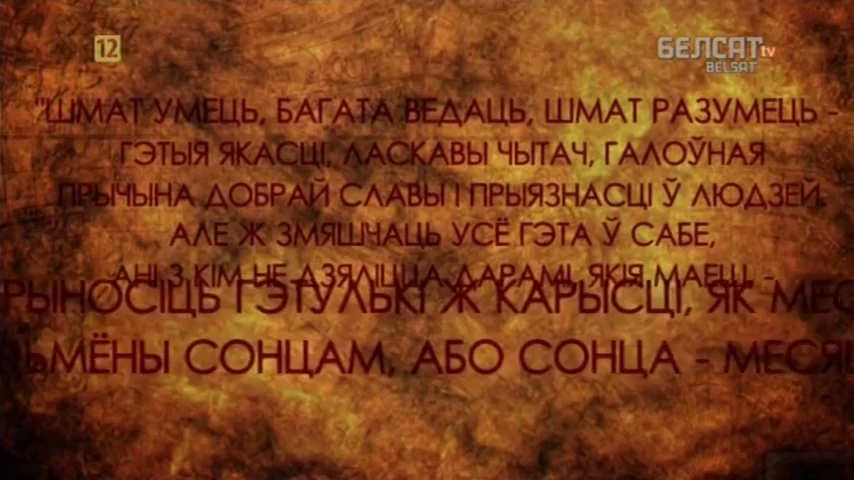 12
БЕЛСАТ tv
BELSAT
"ШМАТ УМЕЦЬ, БАГАТА ВЕДАЦЬ, ШМАТ РАЗУМЕЦЬ -
ГЭТЫЯ ЯКАСЦІ, ЛАСКАВЫ ЧЫТАЧ, ГАЛОЎНАЯ
ПРЫЧЫНА ДОБРАЙ СЛАВЫ І ПРЫЯЗНАСЦІ Ў ЛЮДЗЕЙ.
АЛЕ Ж ЗМЯШЧАЦЬ УСЁ ГЭТА Ў САБЕ,
АНІ З КІМ НЕ ДЗЯЛІЦЦА ДАРАМІ, ЯКІЯ МАЕШ, -
РЫНОСІЦЬ ГЭТУЛЬКІ Ж КАРЫСЦІ, ЯК МЕС
ЬМЁНЫ СОНЦАМ, АБО СОНЦА - МЕСЯЦ